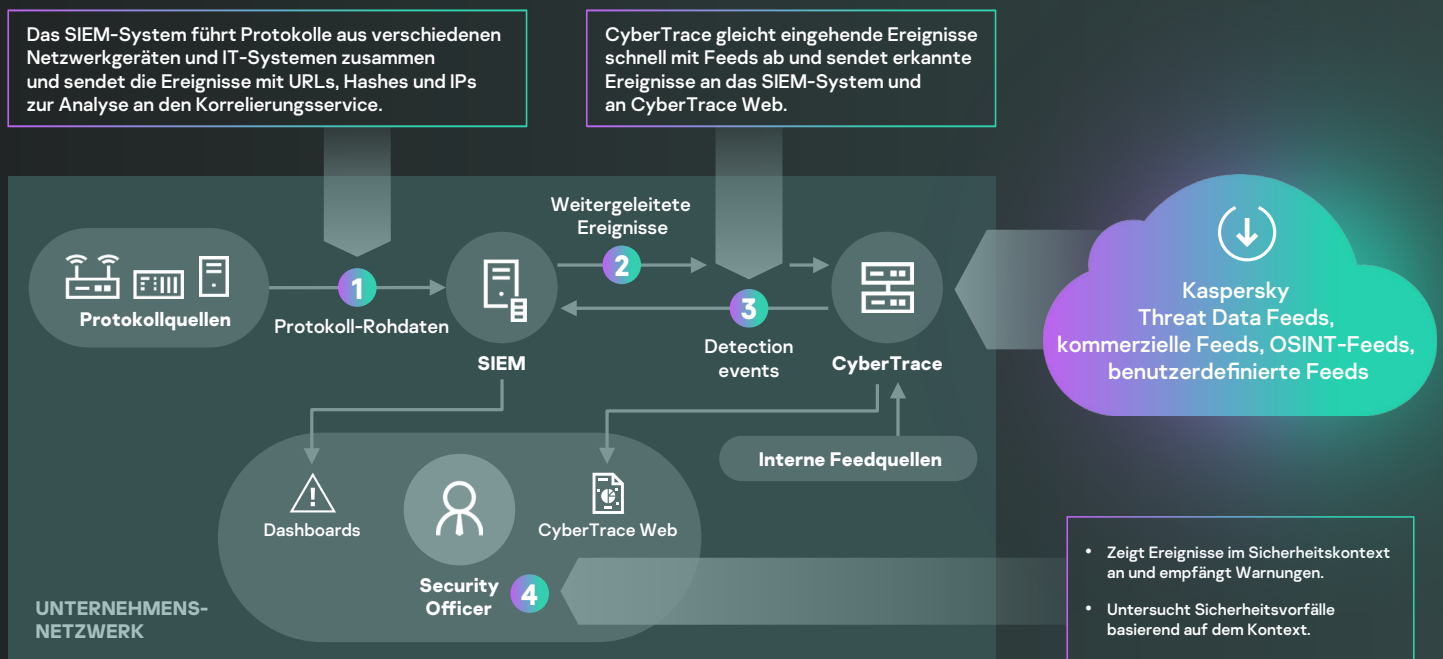 Das SIEM-System führt Protokolle aus verschiedenen
Netzwerkgeräten und IT-Systemen zusammen
und sendet die Ereignisse mit URLs, Hashes und IPs
zur Analyse an den Korrelierungsservice.
CyberTrace gleicht eingehende Ereignisse
schnell mit Feeds ab und sendet erkannte
Ereignisse an das SIEM-System und
an CyberTrace Web.
Protokollquellen
1
Protokoll-Rohdaten
SIEM
Weitergeleitete
Ereignisse
2
3
Detection
events
CyberTrace
Kaspersky
Threat Data Feeds,
kommerzielle Feeds, OSINT-Feeds,
benutzerdefinierte Feeds
Interne Feedquellen
Dashboards
CyberTrace Web
Security
Officer
4
UNTERNEHMENS-
NETZWERK
• Zeigt Ereignisse im Sicherheitskontext
an und empfängt Warnungen.
• Untersucht Sicherheitsvorfälle
basierend auf dem Kontext.